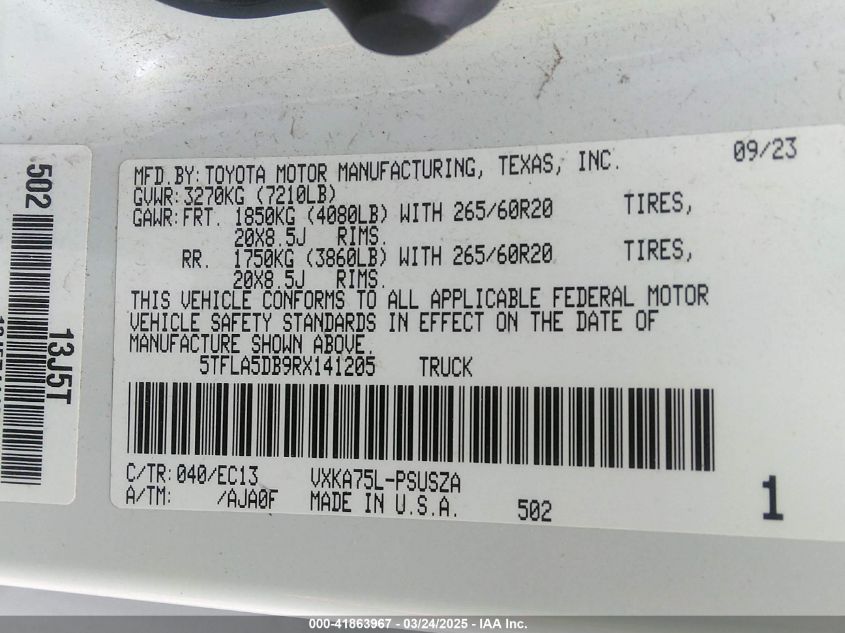 502
13J5T
MFD.BY:TOYOTA MOTOR MANUFACTURING, TEXAS, INC. 09/23
GVWR:3270KG (7210LB)
GAWR:FRT. 1850KG (4080LB) WITH 265/60R20 TIRES,
20X8.5J RIMS.
RR. 1750KG (3860LB) WITH 265/60R20 TIRES,
20X8.5J RIMS.
THIS VEHICLE CONFORMS TO ALL APPLICABLE FEDERAL MOTOR
VEHICLE SAFETY STANDARDS IN EFFECT ON THE DATE OF
MANUFACTURE SHOWN ABOVE.
5TFLA5DB9RX141205 TRUCK
C/TR:040/EC13 VXKA75L-PSUSZA
A/TM: /AJA0F MADE IN U.S.A. 502 1
000-41863967 - 03/24/2025 - IAA Inc.